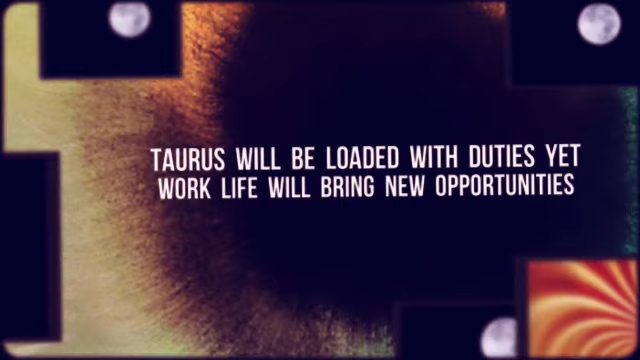 TAURUS WILL BE LOADED WITH DUTIES YET
WORK LIFE WILL BRING NEW OPPORTUNITIES